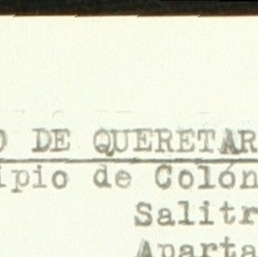 O DE QUERETAR
ipio de Colón
Salitr
Aparta